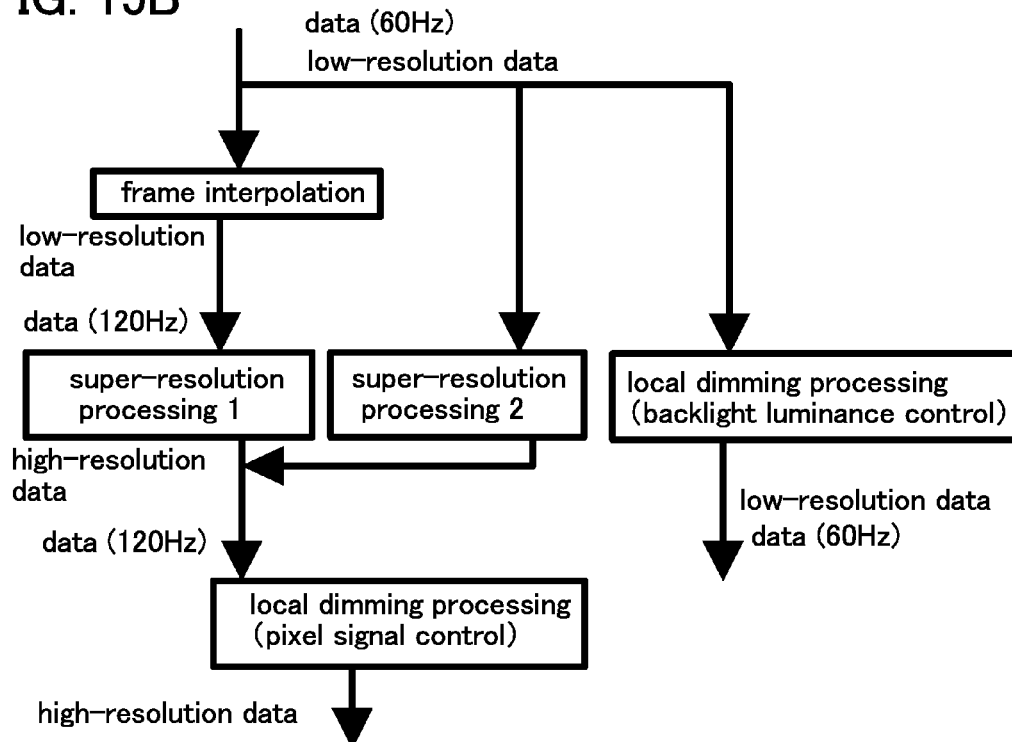 IG. 15B
data (60Hz)
low-resolution data
frame interpolation
low-resolution
data
data (120Hz)
super-resolution
processing 1
super-resolution
processing 2
local dimming processing
(backlight luminance control)
high-resolution
data
low-resolution data
data (60Hz)
data (120Hz)
local dimming processing
(pixel signal control)
high-resolution data